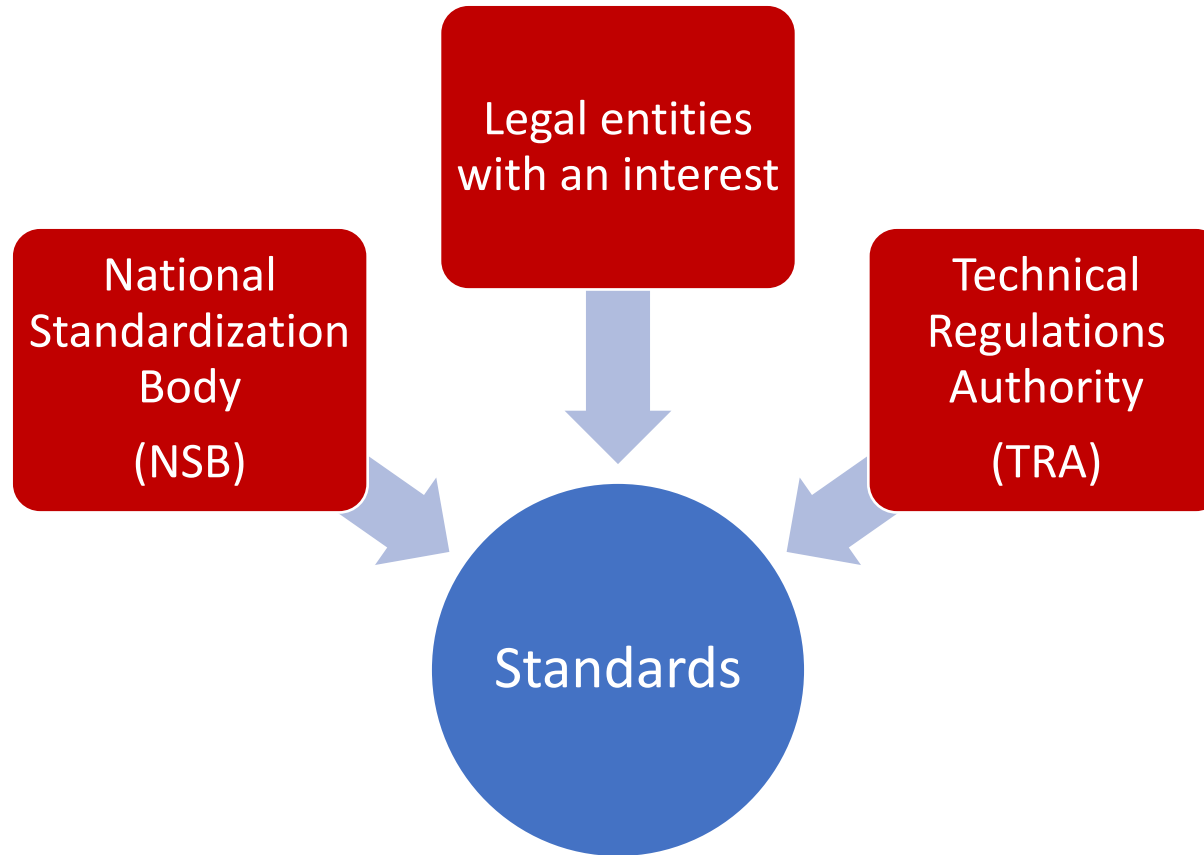 Legal entities
with an interest
National
Standardization
Body
(NSB)
Technical
Regulations
Authority
(TRA)
Standards